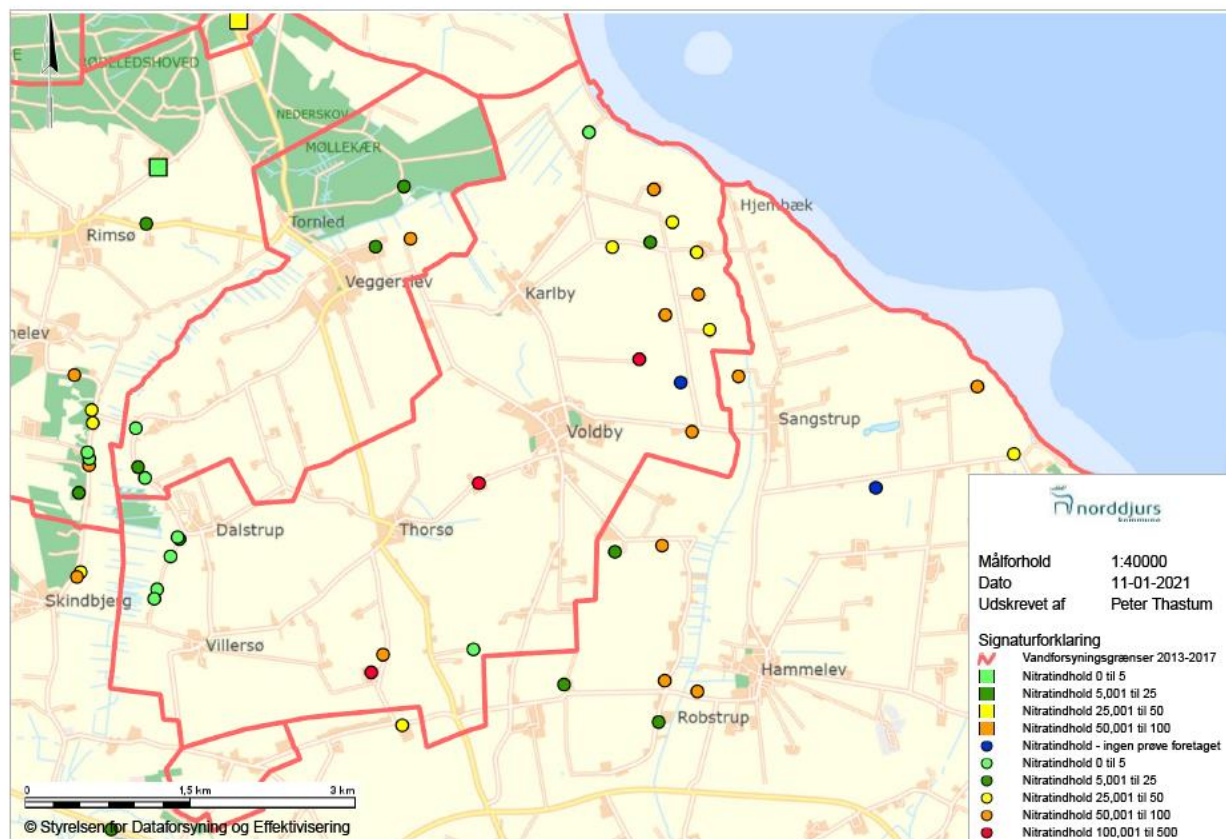 RØDELEDSHOVED
NEDERSKOV
MØLLEKÆR
Hjembæk
Tornled
Rimsø
Veggerslev
Karlby
Sangstrup
Voldby
Dalstrup
Thorsø
Skindbjerg
Villersø
Hammelev
Robstrup
norddjurs
kommune
Målforhold 1:40000
Dato 11-01-2021
Udskrevet af Peter Thastum
Signaturforklaring
Vandforsyningsgrænser 2013-2017
Nitratindhold 0 til 5
Nitratindhold 5,001 til 25
Nitratindhold 25,001 til 50
Nitratindhold 50,001 til 100
Nitratindhold - ingen prøve foretaget
Nitratindhold 0 til 5
Nitratindhold 5,001 til 25
Nitratindhold 25,001 til 50
Nitratindhold 50,001 til 100
Nitratindhold 100,001 til 500
0 1,5 km 3 km
© Styrelsen for Dataforsyning og Effektivisering